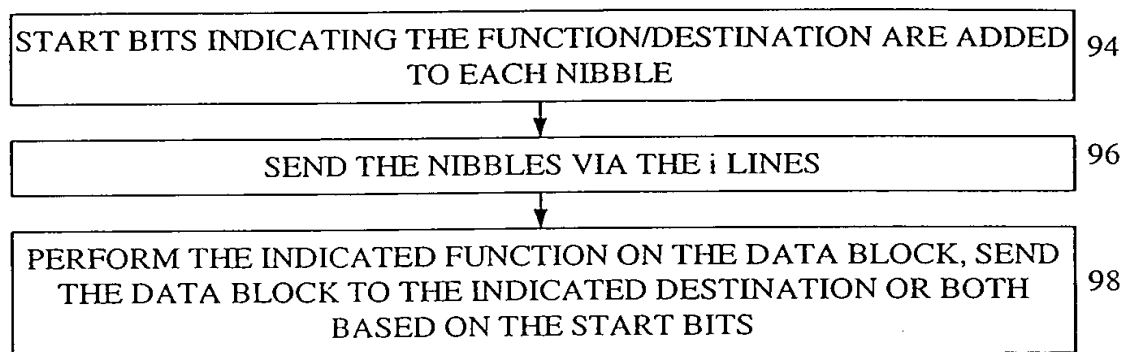 START BITS INDICATING THE FUNCTION/DESTINATION ARE ADDED
TO EACH NIBBLE
94
SEND THE NIBBLES VIA THE i LINES
96
PERFORM THE INDICATED FUNCTION ON THE DATA BLOCK, SEND
THE DATA BLOCK TO THE INDICATED DESTINATION OR BOTH
BASED ON THE START BITS
98